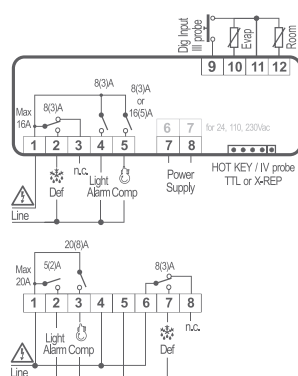 Dig Input
III probe
Evap
Room
9 10 11 12
8(3)A
8(3)A
or
16(5)A
Max
16A
8(3)A
6 7 for 24, 110, 230Vac
1 2 3 4 5 7 8
n.c.
Def
Light
Alarm
Comp
Power
Supply
HOT KEY / IV probe
TTL or X-REP
Line
20(8)A
Max
20A
5(2)A
8(3)A
1 2 3 4 5 6 7 8
n.c.
Light
Alarm
Comp
Def
Line